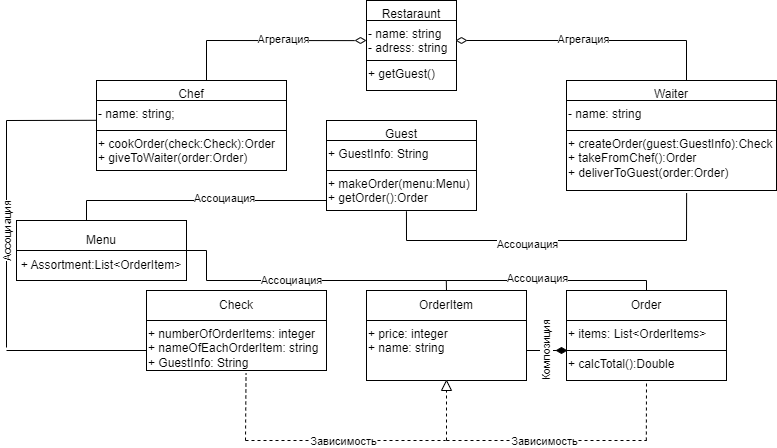 Restaraunt
- name: string
- adress: string
+ getGuest()
Агрегация
Агрегация
Chef
- name: string;
+ cookOrder(check:Check):Order
+ giveToWaiter(order:Order)
Waiter
- name: string
+ createOrder(guest:GuestInfo):Check
+ takeFromChef():Order
+ deliverToGuest(order:Order)
Guest
+ GuestInfo: String
+ makeOrder(menu:Menu)
+ getOrder():Order
Ассоциация
Ассоциация
Ассоциация
Menu
+ Assortment:List<OrderItem>
Ассоциация
Ассоциация
Check
+ numberOfOrderItems: integer
+ nameOfEachOrderItem: string
+ GuestInfo: String
OrderItem
+ price: integer
+ name: string
Композиция
Order
+ items: List<OrderItems>
+ calcTotal():Double
Зависимость
Зависимость